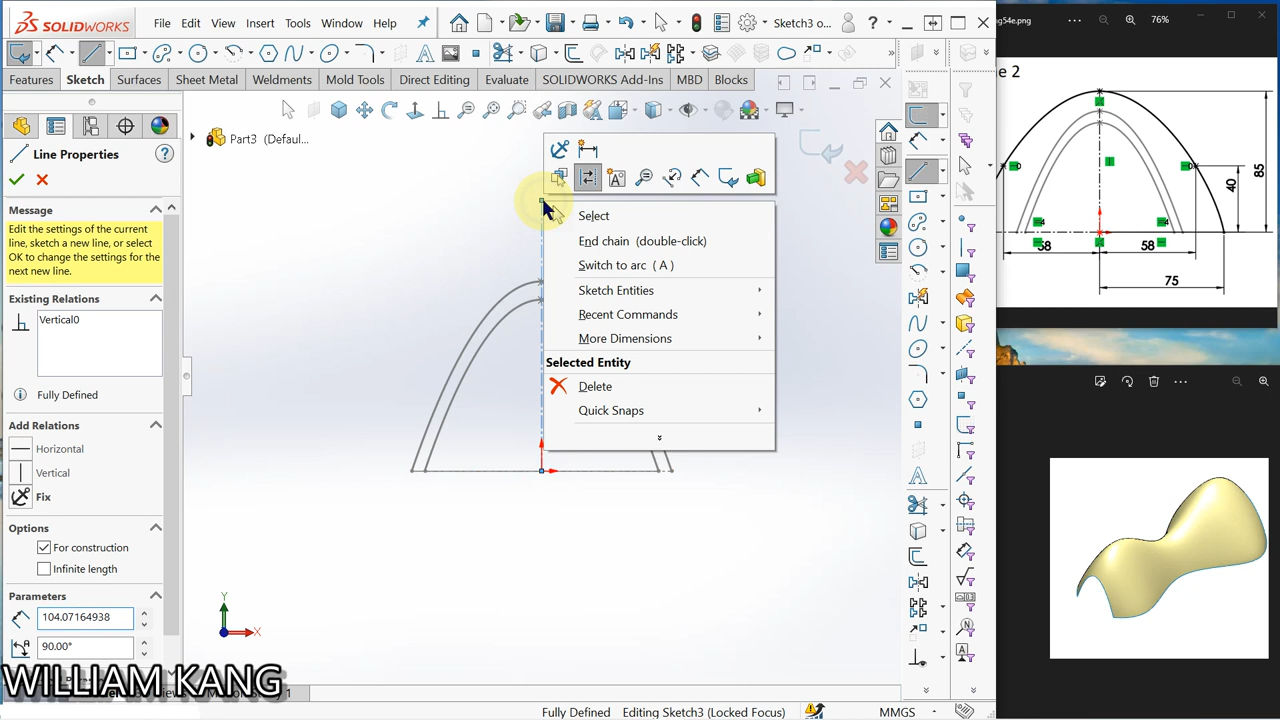 SOLIDWORKS File Edit View Insert Tools Window Help Sketch3 o... ?
Features Sketch Surfaces Sheet Metal Weldments Mold Tools Direct Editing Evaluate SOLIDWORKS Add-Ins MBD Blocks
Part3 (Defaul...
Line Properties
Message
Edit the settings of the current
line, sketch a new line, or select
OK to change the settings for the
next new line.
Existing Relations
Vertical0
Fully Defined
Add Relations
Horizontal
Vertical
Fix
Options
For construction
Infinite length
Parameters
104.07164938
90.00°
Select
End chain (double-click)
Switch to arc ( A )
Sketch Entities
Recent Commands
More Dimensions
Selected Entity
Delete
Quick Snaps
Y
X
WILLIAM KANG
Fully Defined Editing Sketch3 (Locked Focus) MMGS
g54e.png 76%
e 2
85
40
58 58
75